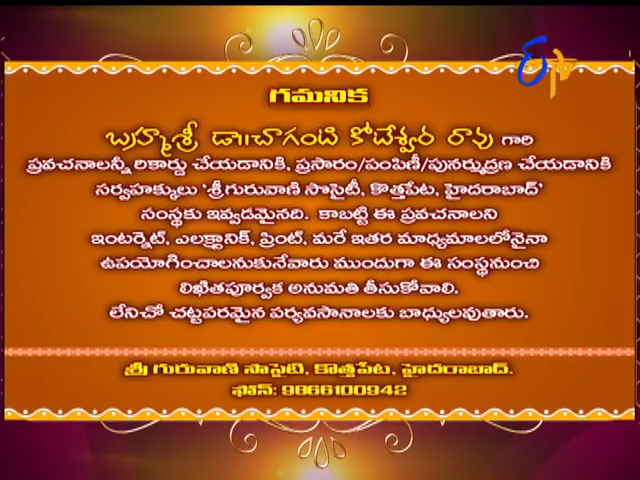 ETV
గమనిక
బ్రహ్మశ్రీ డా॥చాగంటి కోటేశ్వర రావు గారి
ప్రవచనాలన్నీ రికార్డు చేయడానికి, ప్రసారం/పంపిణీ/పునర్ముద్రణ చేయడానికి
సర్వహక్కులు 'శ్రీ గురువాణి సొసైటీ, కొత్తపేట, హైదరాబాద్'
సంస్థకు ఇవ్వడమైనది. కాబట్టి ఈ ప్రవచనాలని
ఇంటర్నెట్, ఎలక్ట్రానిక్, ప్రింట్, మరే ఇతర మాధ్యమాలలోనైనా
ఉపయోగించాలనుకునేవారు ముందుగా ఈ సంస్థనుంచి
లిఖితపూర్వక అనుమతి తీసుకోవాలి.
లేనిచో చట్టపరమైన పర్యవసానాలకు బాధ్యులవుతారు.
శ్రీ గురువాణి సొసైటి, కొత్తపేట, హైదరాబాద్.
ఫోన్: 9866100942